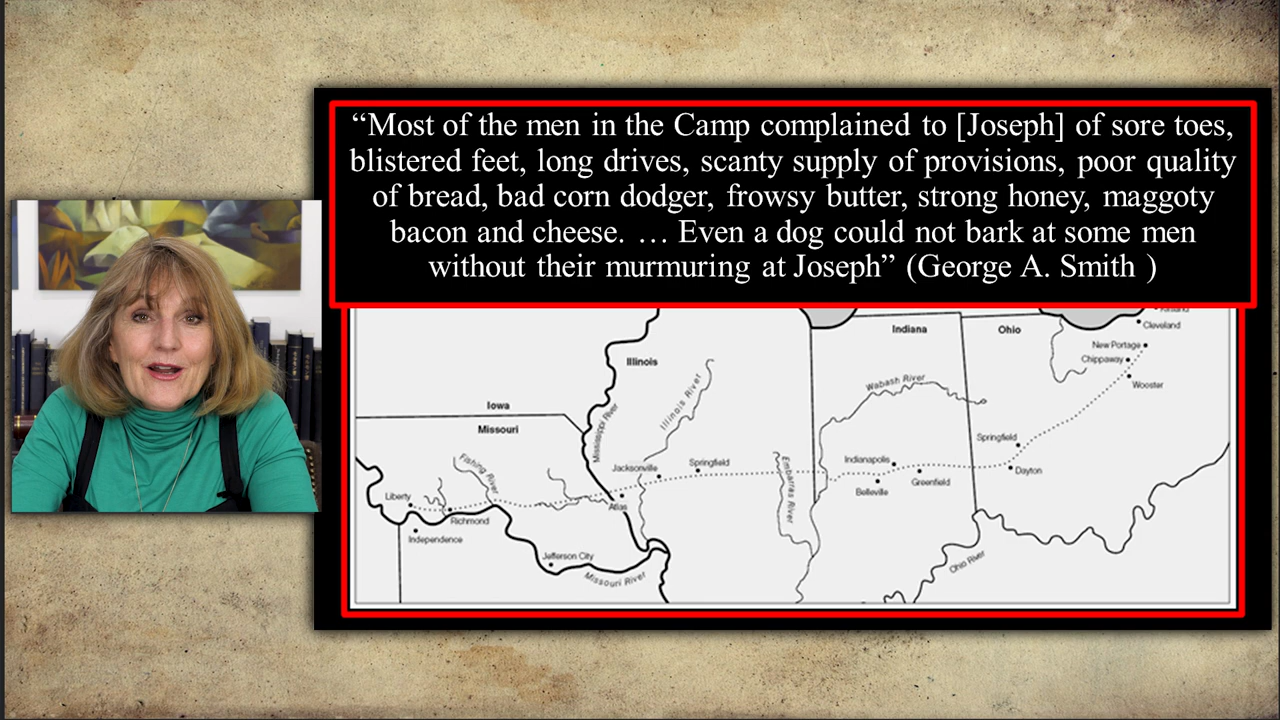 “Most of the men in the Camp complained to [Joseph] of sore toes,
blistered feet, long drives, scanty supply of provisions, poor quality
of bread, bad corn dodger, frowsy butter, strong honey, maggoty
bacon and cheese. … Even a dog could not bark at some men
without their murmuring at Joseph” (George A. Smith )
Indiana
Ohio
Cleveland
New Portage
Chippaway
Wooster
Illinois
Wabash River
Illinois River
Iowa
Missouri
Mississippi River
Fishing River
Springfield
Jacksonville
Springfield
Indianapolis
Dayton
Greenfield
Belleville
Embarras River
Liberty
Atlas
Richmond
Independence
Jefferson City
Missouri River
Ohio River